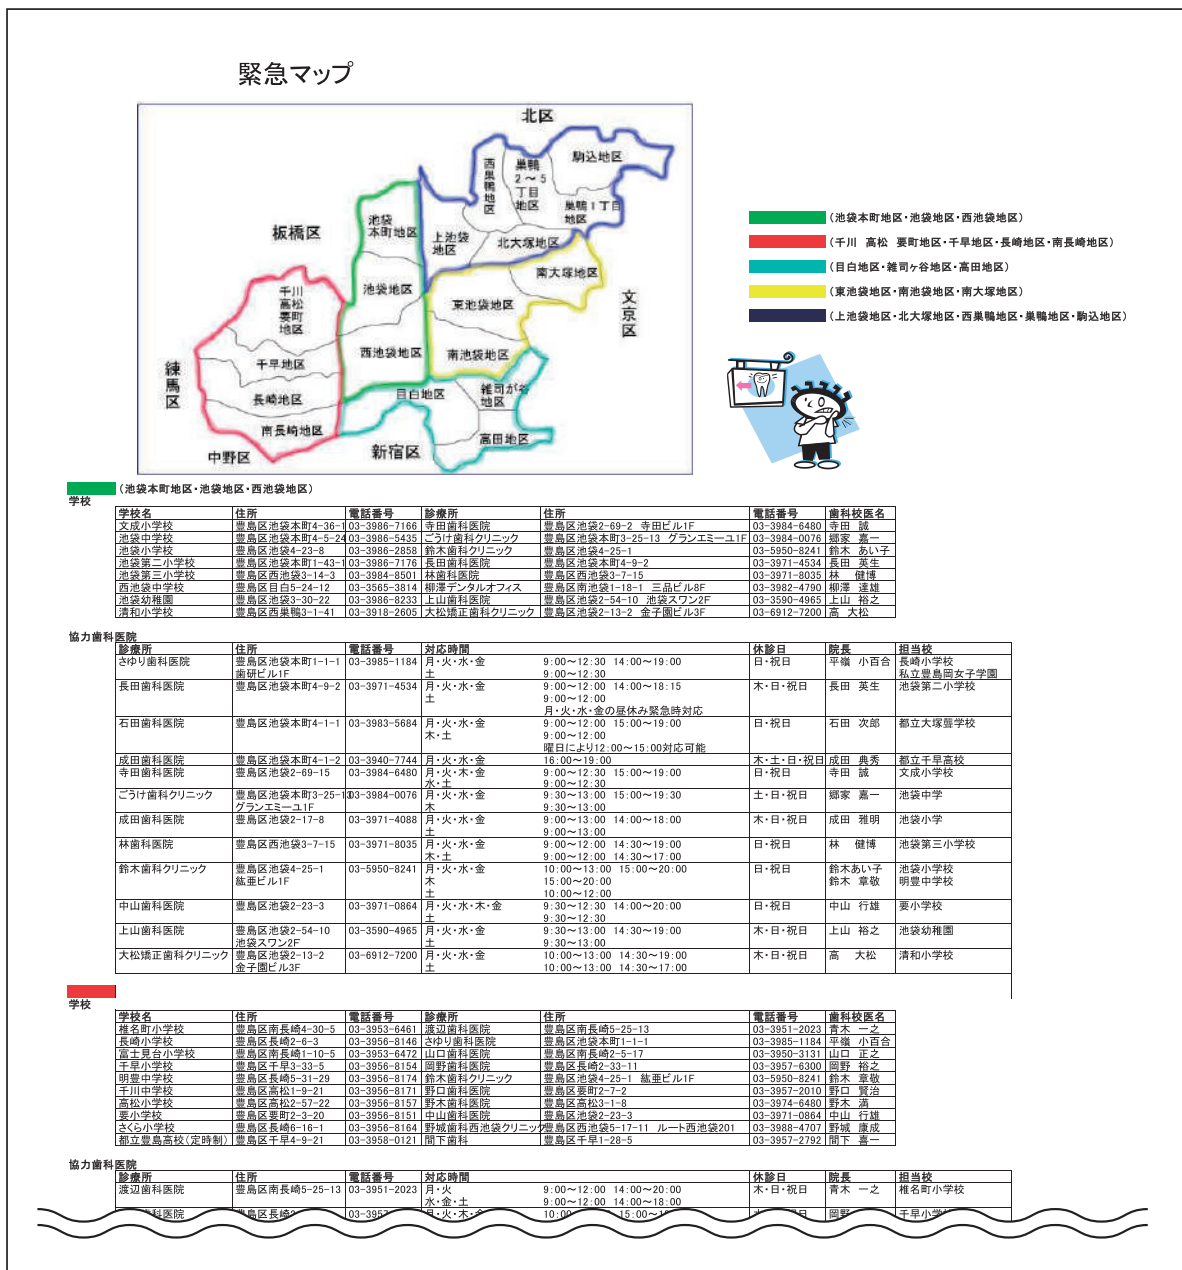 緊急マップ
北区
板橋区
文京区
練馬区
中野区
新宿区
駒込地区
西巣鴨地区
巣鴨2～5丁目地区
巣鴨1丁目地区
池袋本町地区
上池袋地区
北大塚地区
南大塚地区
池袋地区
東池袋地区
千川高松要町地区
西池袋地区
南池袋地区
千早地区
目白地区
雑司が谷地区
長崎地区
南長崎地区
高田地区
(池袋本町地区・池袋地区・西池袋地区)
(千川 高松 要町地区・千早地区・長崎地区・南長崎地区)
(目白地区・雑司ヶ谷地区・高田地区)
(東池袋地区・南池袋地区・南大塚地区)
(上池袋地区・北大塚地区・西巣鴨地区・巣鴨地区・駒込地区)
(池袋本町地区・池袋地区・西池袋地区)
学校
学校名 住所 電話番号 診療所 住所 電話番号 歯科校医名
文成小学校 豊島区池袋本町4-36-1 03-3986-7166 寺田歯科医院 豊島区池袋2-69-2 寺田ビル1F 03-3984-6480 寺田 誠
池袋中学校 豊島区池袋本町4-5-24 03-3986-5435 ごうけ歯科クリニック 豊島区池袋本町3-25-13 グランエミーユ1F 03-3984-0076 郷家 嘉一
池袋小学校 豊島区池袋4-23-8 03-3986-2858 鈴木歯科クリニック 豊島区池袋4-25-1 03-5950-8241 鈴木 あい子
池袋第二小学校 豊島区池袋本町1-43-1 03-3986-7176 長田歯科医院 豊島区池袋本町4-9-2 03-3971-4534 長田 英生
池袋第三小学校 豊島区西池袋3-14-3 03-3984-8501 林歯科医院 豊島区西池袋3-7-15 03-3971-8035 林 健博
西池袋中学校 豊島区目白5-24-12 03-3565-3814 柳澤デンタルオフィス 豊島区南池袋1-18-1 三品ビル8F 03-3982-4790 柳澤 達雄
池袋幼稚園 豊島区池袋3-30-22 03-3986-8233 上山歯科医院 豊島区池袋2-54-10 池袋スワン2F 03-3590-4965 上山 裕之
清和小学校 豊島区西巣鴨3-1-41 03-3918-2605 大松矯正歯科クリニック 豊島区池袋2-13-2 金子園ビル3F 03-6912-7200 高 大松
協力歯科医院
診療所 住所 電話番号 対応時間 休診日 院長 担当校
さゆり歯科医院 豊島区池袋本町1-1-1 03-3985-1184 月・火・水・金 9:00～12:30 14:00～19:00 日・祝日 平嶺 小百合 長崎小学校
歯研ビル1F 土 9:00～12:30 私立豊島岡女子学園
長田歯科医院 豊島区池袋本町4-9-2 03-3971-4534 月・火・水・金 9:00～12:00 14:00～18:15 木・日・祝日 長田 英生 池袋第二小学校
土 9:00～12:00
月・火・水・金の昼休み緊急時対応
石田歯科医院 豊島区池袋本町4-1-1 03-3983-5684 月・火・水・金 9:00～12:00 15:00～19:00 日・祝日 石田 次郎 都立大塚聾学校
木・土 9:00～12:00
曜日により12:00～15:00対応可能
成田歯科医院 豊島区池袋本町4-1-2 03-3940-7744 月・火・水・金 16:00～19:00 木・土・日・祝日 成田 典秀 都立千早高校
寺田歯科医院 豊島区池袋2-69-15 03-3984-6480 月・火・木・金 9:00～12:30 15:00～19:00 日・祝日 寺田 誠 文成小学校
水・土 9:00～12:30
ごうけ歯科クリニック 豊島区池袋本町3-25-13 03-3984-0076 月・火・水・金 9:30～13:00 15:00～19:30 土・日・祝日 郷家 嘉一 池袋中学
グランエミーユ1F 木 9:30～13:00
成田歯科医院 豊島区池袋2-17-8 03-3971-4088 月・火・水・金 9:00～13:00 14:00～18:00 木・日・祝日 成田 雅明 池袋小学
土 9:00～13:00
林歯科医院 豊島区西池袋3-7-15 03-3971-8035 月・火・水・金 9:00～12:00 14:30～19:00 日・祝日 林 健博 池袋第三小学校
木・土 9:00～12:00 14:30～17:00
鈴木歯科クリニック 豊島区池袋4-25-1 03-5950-8241 月・火・水・金 10:00～13:00 15:00～20:00 日・祝日 鈴木あい子 池袋小学校
紘亜ビル1F 木 15:00～20:00 鈴木 章敬 明豊中学校
土 10:00～12:00
中山歯科医院 豊島区池袋2-23-3 03-3971-0864 月・火・水・木・金 9:30～12:30 14:00～20:00 日・祝日 中山 行雄 要小学校
土 9:30～12:30
上山歯科医院 豊島区池袋2-54-10 03-3590-4965 月・火・水・金 9:30～13:00 14:30～19:00 木・日・祝日 上山 裕之 池袋幼稚園
池袋スワン2F 土 9:30～13:00
大松矯正歯科クリニック 豊島区池袋2-13-2 03-6912-7200 月・火・水・金 10:00～13:00 14:30～19:00 木・日・祝日 高 大松 清和小学校
金子園ビル3F 土 10:00～13:00 14:30～17:00
学校
学校名 住所 電話番号 診療所 住所 電話番号 歯科校医名
椎名町小学校 豊島区南長崎4-30-5 03-3953-6461 渡辺歯科医院 豊島区南長崎5-25-13 03-3951-2023 青木 一之
長崎小学校 豊島区長崎2-6-3 03-3956-8146 さゆり歯科医院 豊島区池袋本町1-1-1 03-3985-1184 平嶺 小百合
富士見台小学校 豊島区南長崎1-10-5 03-3953-6472 山口歯科医院 豊島区南長崎2-5-17 03-3950-3131 山口 正之
千早小学校 豊島区千早3-33-5 03-3956-8154 岡野歯科医院 豊島区長崎2-33-11 03-3957-6300 岡野 裕之
明豊中学校 豊島区長崎5-31-29 03-3956-8174 鈴木歯科クリニック 豊島区池袋4-25-1 紘亜ビル1F 03-5950-8241 鈴木 章敬
千川中学校 豊島区高松1-9-21 03-3956-8171 野口歯科医院 豊島区要町2-7-2 03-3957-2010 野口 賢治
高松小学校 豊島区高松2-57-22 03-3956-8157 野木歯科医院 豊島区高松3-1-8 03-3974-6480 野木 満
要小学校 豊島区要町2-3-20 03-3956-8151 中山歯科医院 豊島区池袋2-23-3 03-3971-0864 中山 行雄
さくら小学校 豊島区長崎6-16-1 03-3956-8164 野城歯科西池袋クリニック 豊島区西池袋5-17-11 ルート西池袋201 03-3988-4707 野城 康成
都立豊島高校(定時制) 豊島区千早4-9-21 03-3958-0121 間下歯科 豊島区千早1-28-5 03-3957-2792 間下 喜一
協力歯科医院
診療所 住所 電話番号 対応時間 休診日 院長 担当校
渡辺歯科医院 豊島区南長崎5-25-13 03-3951-2023 月・火 9:00～12:00 14:00～20:00 木・日・祝日 青木 一之 椎名町小学校
水・金・土 9:00～12:00 14:00～18:00
歯科医院 豊島区長崎 03-3957 月・火・木・ 10:00 15:00～ 岡野 千早小学